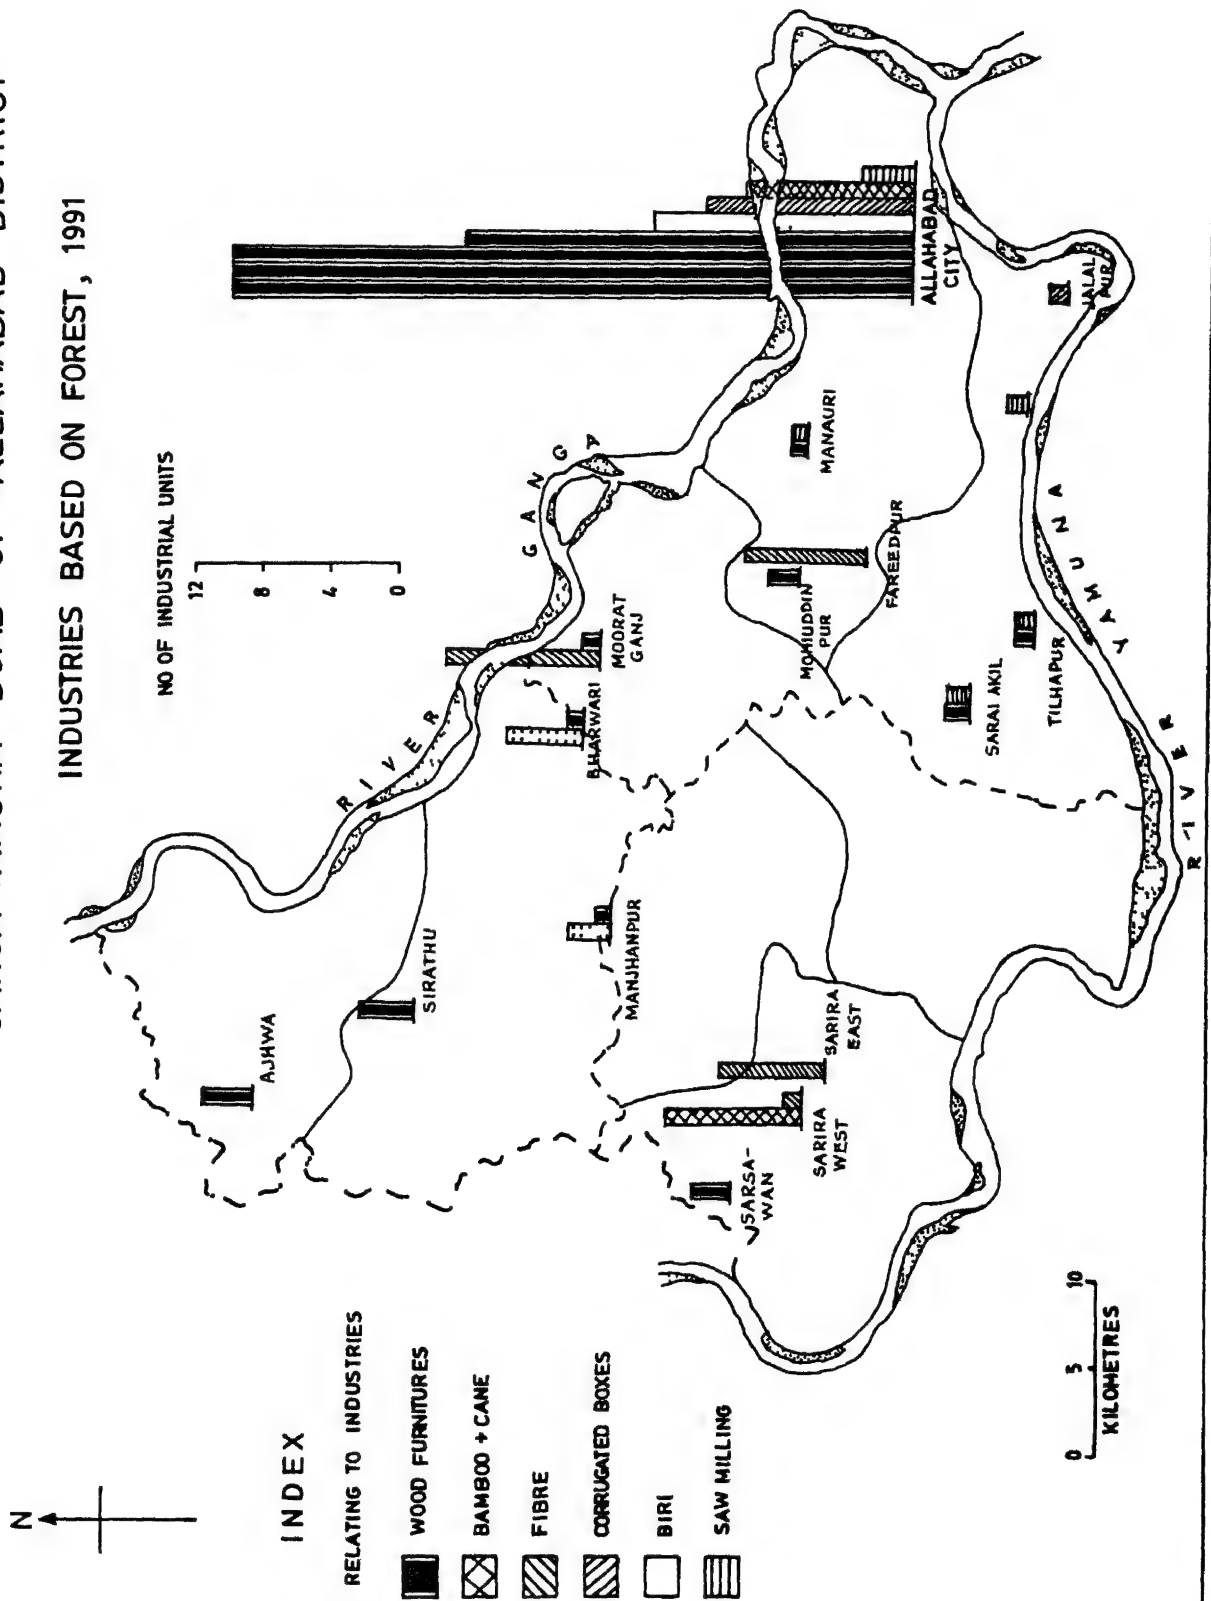 INDUSTRIES BASED ON FOREST, 1991
N
NO OF INDUSTRIAL UNITS
12
8
4
0
RIVER GANGA
AJHWA
SIRATHU
MOORAT
GANJ
BHARWARI
MANJHANPUR
MANAURI
MOHIUDDIN
PUR
FAREEDPUR
ALLAHABAD
CITY
JALAL
PUR
SARSA-
WAN
SARIRA
WEST
SARIRA
EAST
SARAI AKIL
TILHAPUR
RIVER YAMUNA
INDEX
RELATING TO INDUSTRIES
WOOD FURNITURES
BAMBOO + CANE
FIBRE
CORRUGATED BOXES
BIRI
SAW MILLING
0 5 10
KILOMETRES